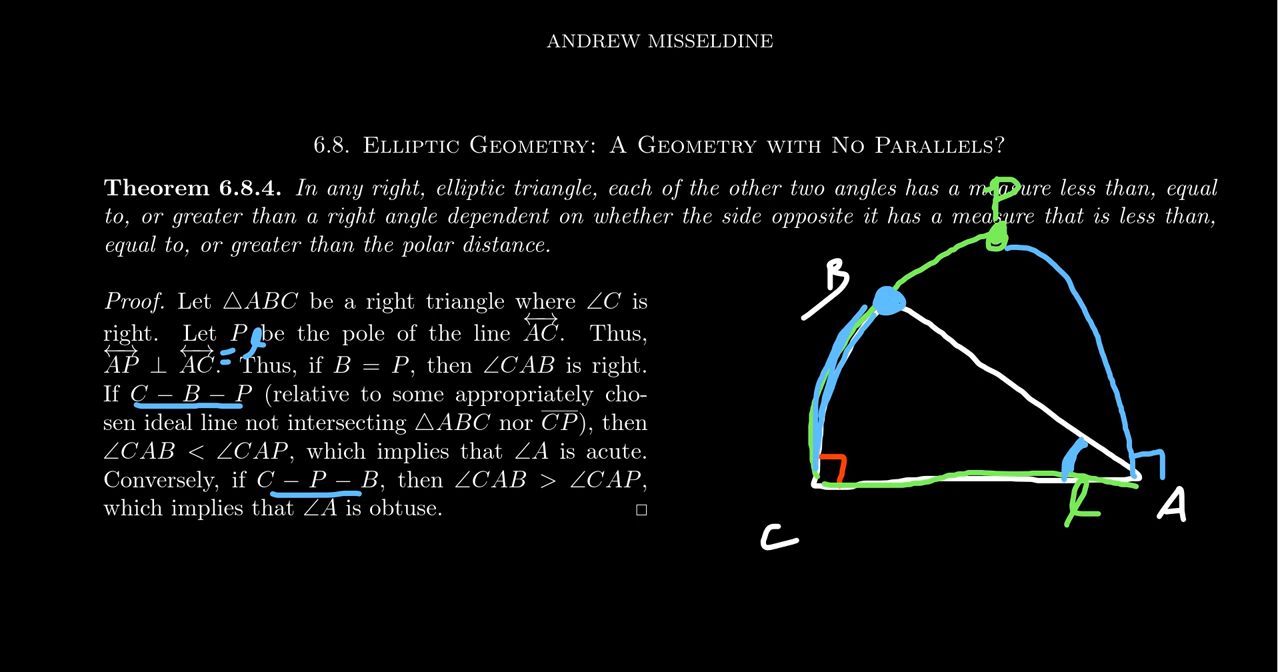 ANDREW MISSELDINE
6.8. ELLIPTIC GEOMETRY: A GEOMETRY WITH NO PARALLELS?
Theorem 6.8.4. In any right, elliptic triangle, each of the other two angles has a measure less than, equal
to, or greater than a right angle dependent on whether the side opposite it has a measure that is less than,
equal to, or greater than the polar distance.
Proof. Let △ABC be a right triangle where ∠C is
right. Let P be the pole of the line \overleftrightarrow{AC}. Thus,
\overleftrightarrow{AP} ⊥ \overleftrightarrow{AC}. = ℓ Thus, if B = P, then ∠CAB is right.
If C − B − P (relative to some appropriately cho-
sen ideal line not intersecting △ABC nor \overline{CP}), then
∠CAB < ∠CAP, which implies that ∠A is acute.
Conversely, if C − P − B, then ∠CAB > ∠CAP,
which implies that ∠A is obtuse. □
P
B
ℓ
A
C